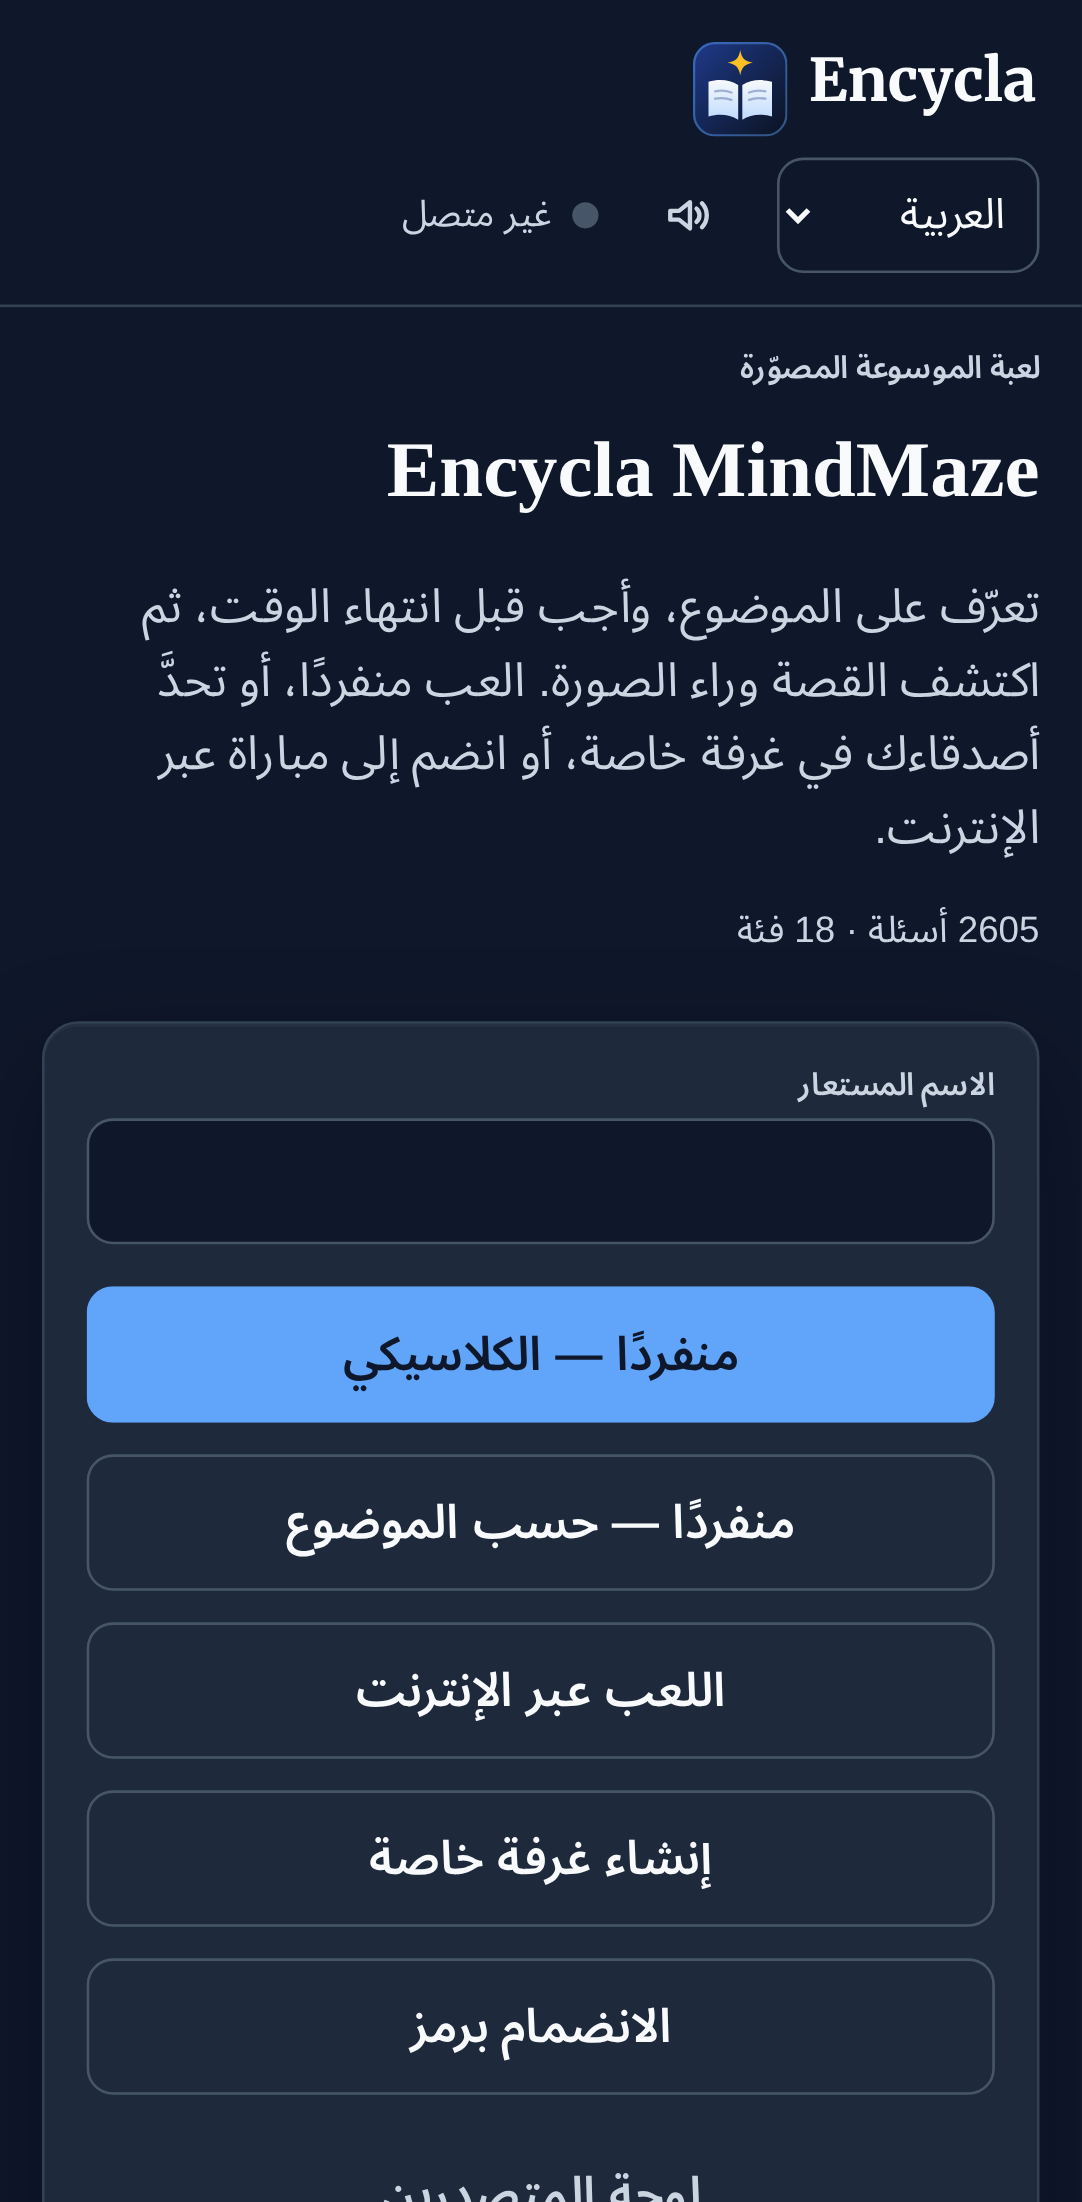 Encycla
العربية
غير متصل
لعبة الموسوعة المصوّرة
Encycla MindMaze
تعرّف على الموضوع، وأجب قبل انتهاء الوقت، ثم
اكتشف القصة وراء الصورة. العب منفردًا، أو تحدَّ
أصدقاءك في غرفة خاصة، أو انضم إلى مباراة عبر
الإنترنت.
2605 أسئلة · 18 فئة
الاسم المستعار
منفردًا — الكلاسيكي
منفردًا — حسب الموضوع
اللعب عبر الإنترنت
إنشاء غرفة خاصة
الانضمام برمز
لوحة المتصدرين